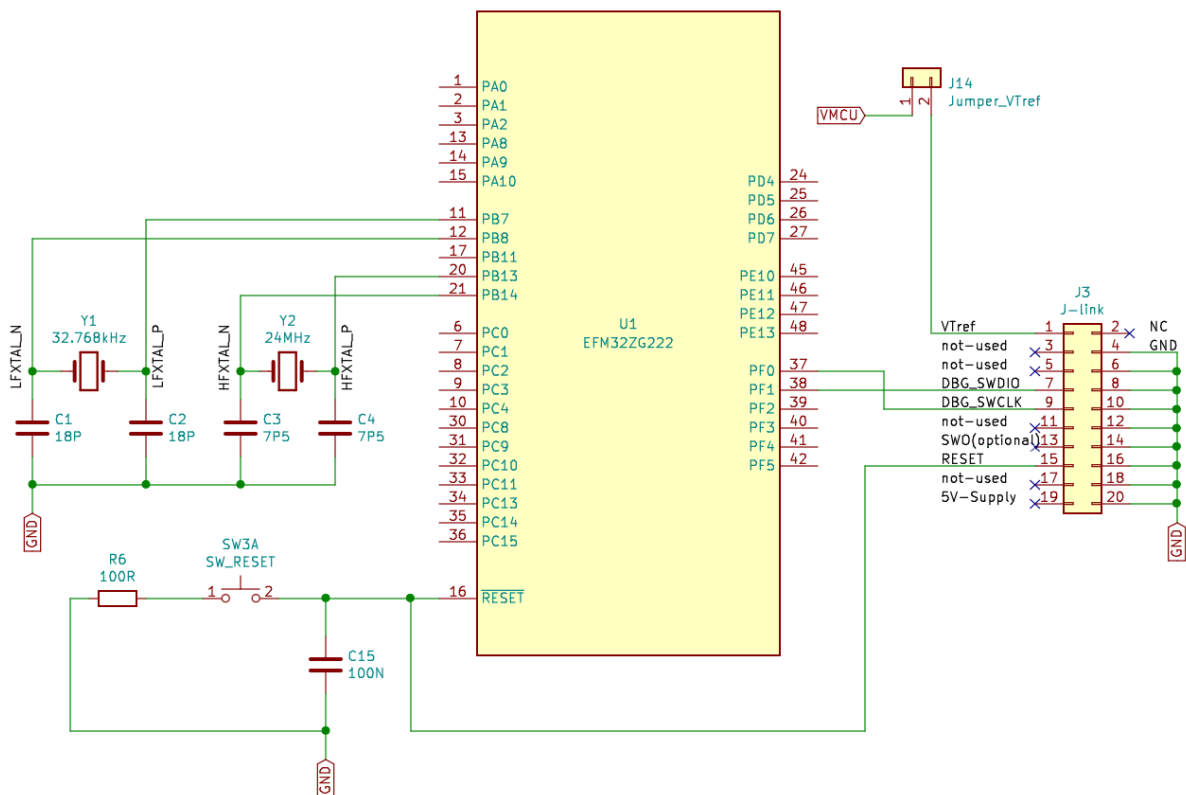 J14
Jumper_VTref
1
2
VMCU
U1
EFM32ZG222
1 PA0
2 PA1
3 PA2
13 PA8
14 PA9
15 PA10
11 PB7
12 PB8
17 PB11
20 PB13
21 PB14
6 PC0
7 PC1
8 PC2
9 PC3
10 PC4
30 PC8
31 PC9
32 PC10
33 PC11
34 PC13
35 PC14
36 PC15
16 RESET
PD4 24
PD5 25
PD6 26
PD7 27
PE10 45
PE11 46
PE12 47
PE13 48
PF0 37
PF1 38
PF2 39
PF3 40
PF4 41
PF5 42
LFXTAL_N
Y1
32.768kHz
LFXTAL_P
HFXTAL_N
Y2
24MHz
HFXTAL_P
C1
18P
C2
18P
C3
7P5
C4
7P5
GND
R6
100R
SW3A
SW_RESET
1 2
C15
100N
GND
J3
J-link
VTref 1 2 NC
not-used 3 4 GND
not-used 5 6
DBG_SWDIO 7 8
DBG_SWCLK 9 10
not-used 11 12
SWO(optional) 13 14
RESET 15 16
not-used 17 18
5V-Supply 19 20
GND